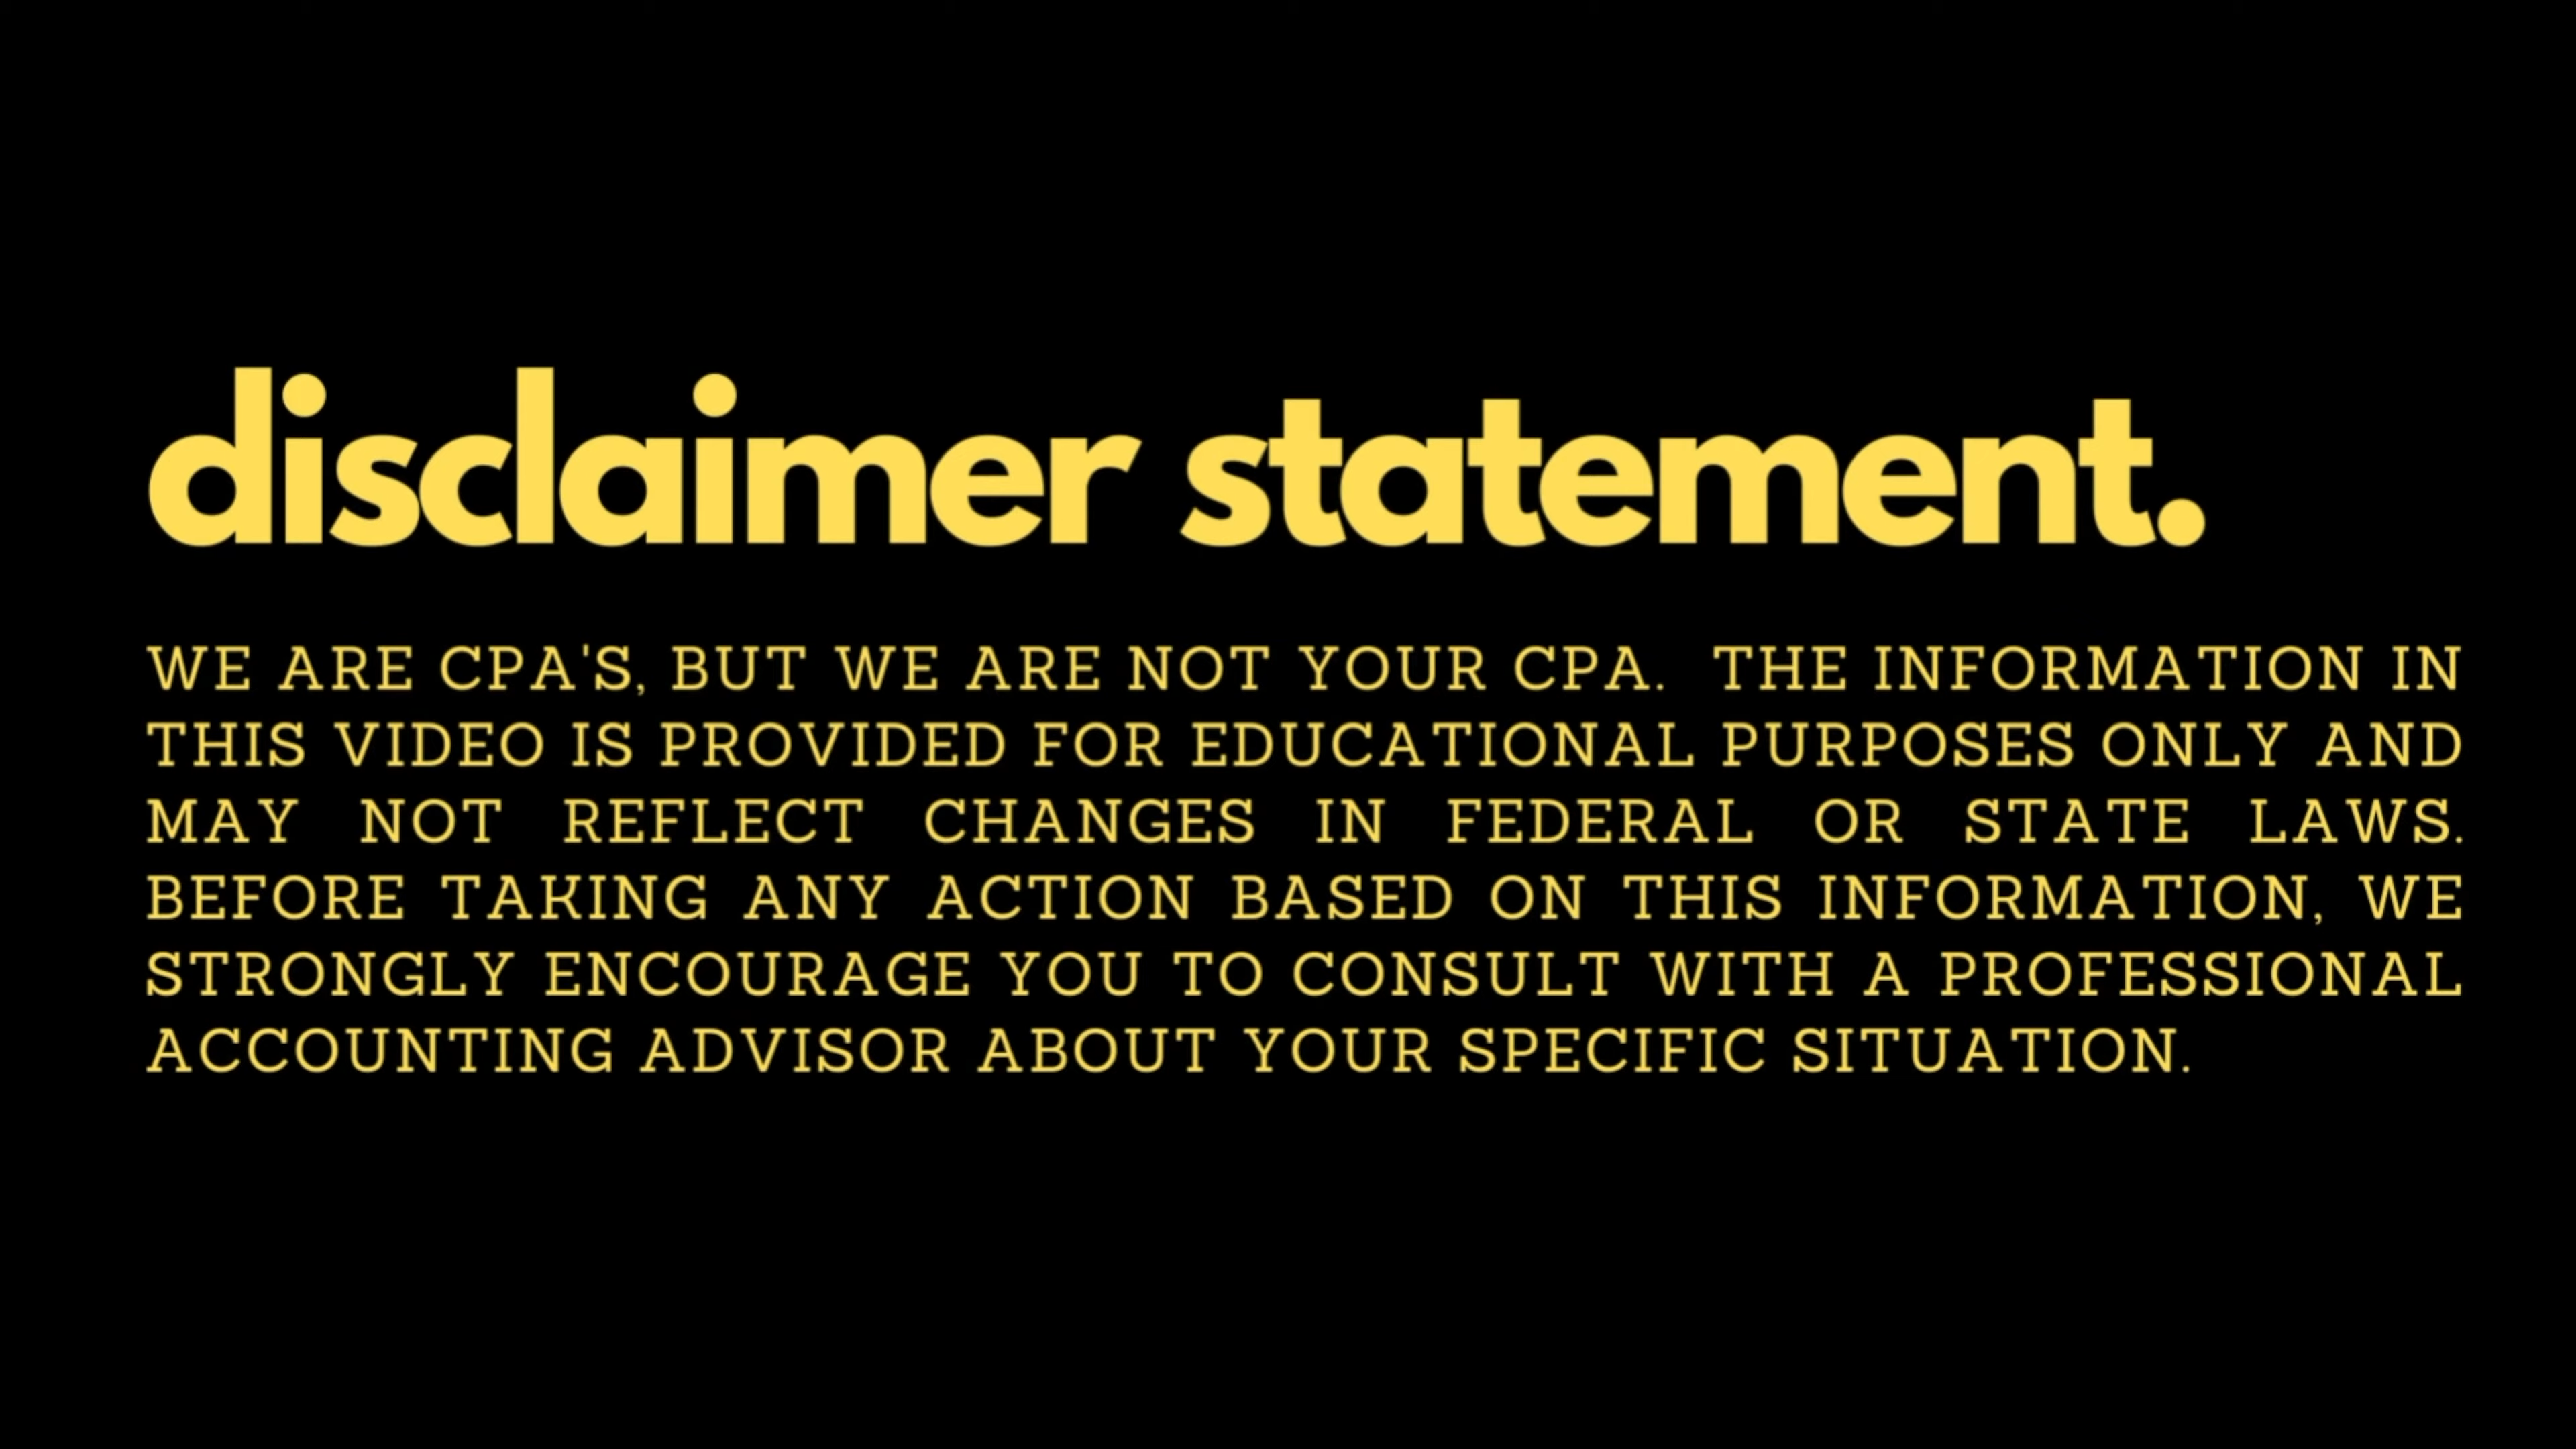 disclaimer statement.
WE ARE CPA'S, BUT WE ARE NOT YOUR CPA. THE INFORMATION IN
THIS VIDEO IS PROVIDED FOR EDUCATIONAL PURPOSES ONLY AND
MAY NOT REFLECT CHANGES IN FEDERAL OR STATE LAWS.
BEFORE TAKING ANY ACTION BASED ON THIS INFORMATION, WE
STRONGLY ENCOURAGE YOU TO CONSULT WITH A PROFESSIONAL
ACCOUNTING ADVISOR ABOUT YOUR SPECIFIC SITUATION.